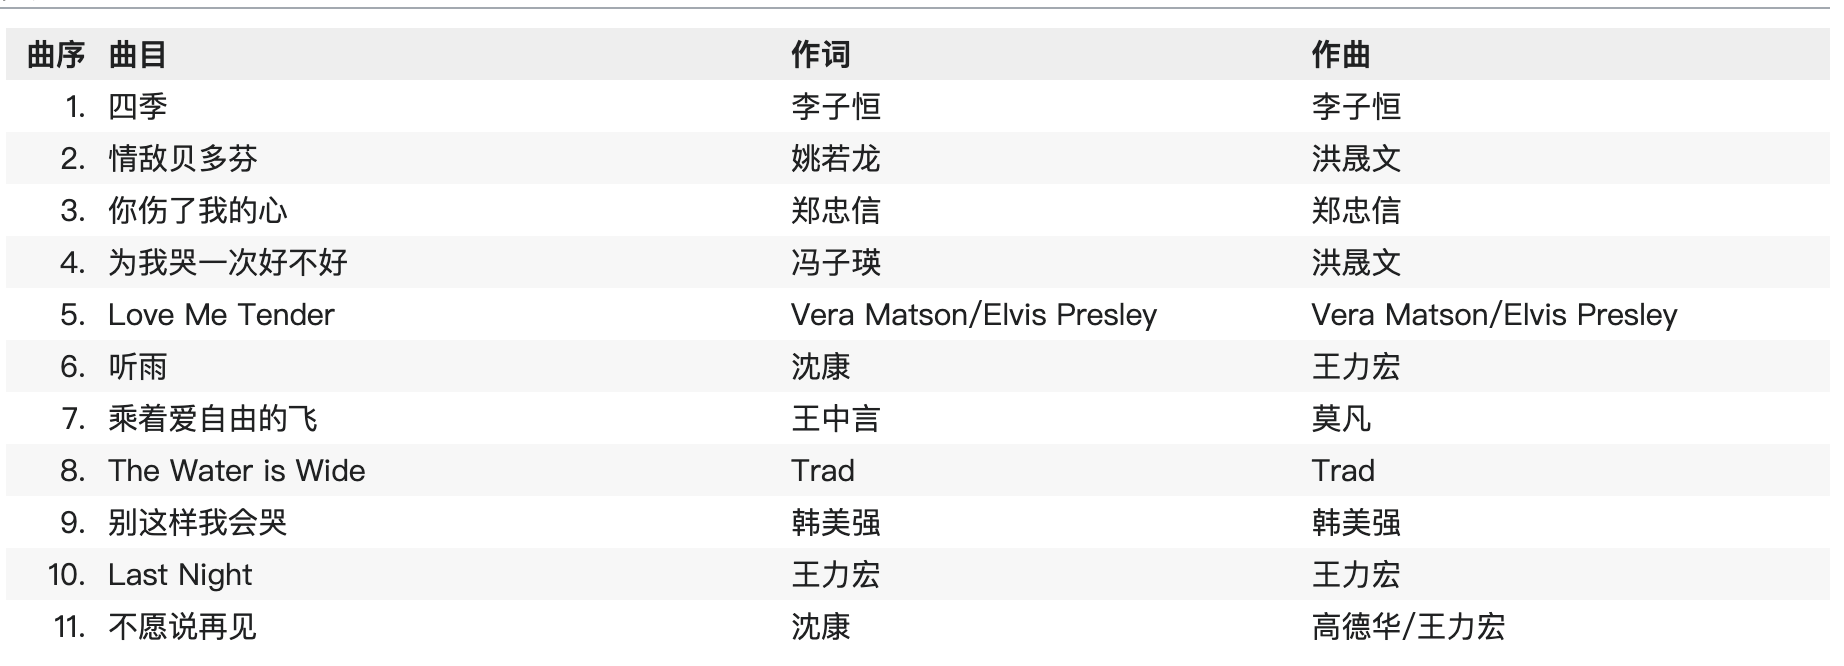 曲序 曲目 作词 作曲
1. 四季 李子恒 李子恒
2. 情敌贝多芬 姚若龙 洪晟文
3. 你伤了我的心 郑忠信 郑忠信
4. 为我哭一次好不好 冯子瑛 洪晟文
5. Love Me Tender Vera Matson/Elvis Presley Vera Matson/Elvis Presley
6. 听雨 沈康 王力宏
7. 乘着爱自由的飞 王中言 莫凡
8. The Water is Wide Trad Trad
9. 别这样我会哭 韩美强 韩美强
10. Last Night 王力宏 王力宏
11. 不愿说再见 沈康 高德华/王力宏